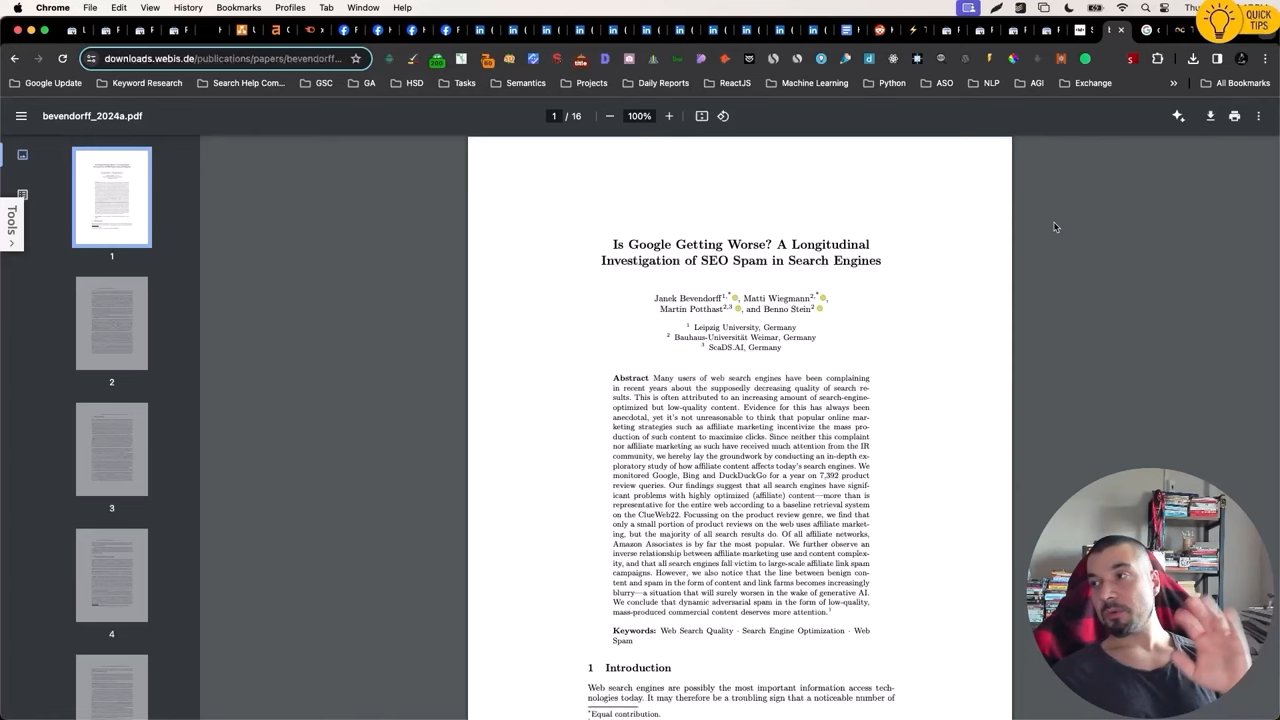 Chrome File Edit View History Bookmarks Profiles Tab Window Help
QUICK TIPS
downloads.webis.de/publications/papers/bevendorff...
Google Update Keyword Research Search Help Com... GSC GA HSD Tasks Semantics Projects Daily Reports ReactJS Machine Learning Python ASO NLP AGI Exchange » All Bookmarks
bevendorff_2024a.pdf 1 / 16 100%
Tools
1
2
3
4
Is Google Getting Worse? A Longitudinal
Investigation of SEO Spam in Search Engines
Janek Bevendorff1,*, Matti Wiegmann2,*,
Martin Potthast2,3, and Benno Stein2
1 Leipzig University, Germany
2 Bauhaus-Universität Weimar, Germany
3 ScaDS.AI, Germany
Abstract Many users of web search engines have been complaining
in recent years about the supposedly decreasing quality of search re-
sults. This is often attributed to an increasing amount of search-engine-
optimized but low-quality content. Evidence for this has always been
anecdotal, yet it's not unreasonable to think that popular online mar-
keting strategies such as affiliate marketing incentivize the mass pro-
duction of such content to maximize clicks. Since neither this complaint
nor affiliate marketing as such have received much attention from the IR
community, we hereby lay the groundwork by conducting an in-depth ex-
ploratory study of how affiliate content affects today's search engines. We
monitored Google, Bing and DuckDuckGo for a year on 7,392 product
review queries. Our findings suggest that all search engines have signif-
icant problems with highly optimized (affiliate) content—more than is
representative for the entire web according to a baseline retrieval system
on the ClueWeb22. Focussing on the product review genre, we find that
only a small portion of product reviews on the web uses affiliate market-
ing, but the majority of all search results do. Of all affiliate networks,
Amazon Associates is by far the most popular. We further observe an
inverse relationship between affiliate marketing use and content complex-
ity, and that all search engines fall victim to large-scale affiliate link spam
campaigns. However, we also notice that the line between benign con-
tent and spam in the form of content and link farms becomes increasingly
blurry—a situation that will surely worsen in the wake of generative AI.
We conclude that dynamic adversarial spam in the form of low-quality,
mass-produced commercial content deserves more attention.1
Keywords: Web Search Quality · Search Engine Optimization · Web
Spam
1 Introduction
Web search engines are possibly the most important information access tech-
nologies today. It may therefore be a troubling sign that a noticeable number of
*Equal contribution.